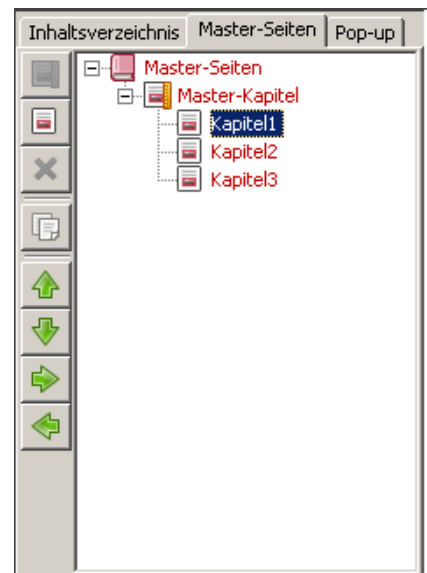 Inhaltsverzeichnis Master-Seiten Pop-up
Master-Seiten
Master-Kapitel
Kapitel1
Kapitel2
Kapitel3